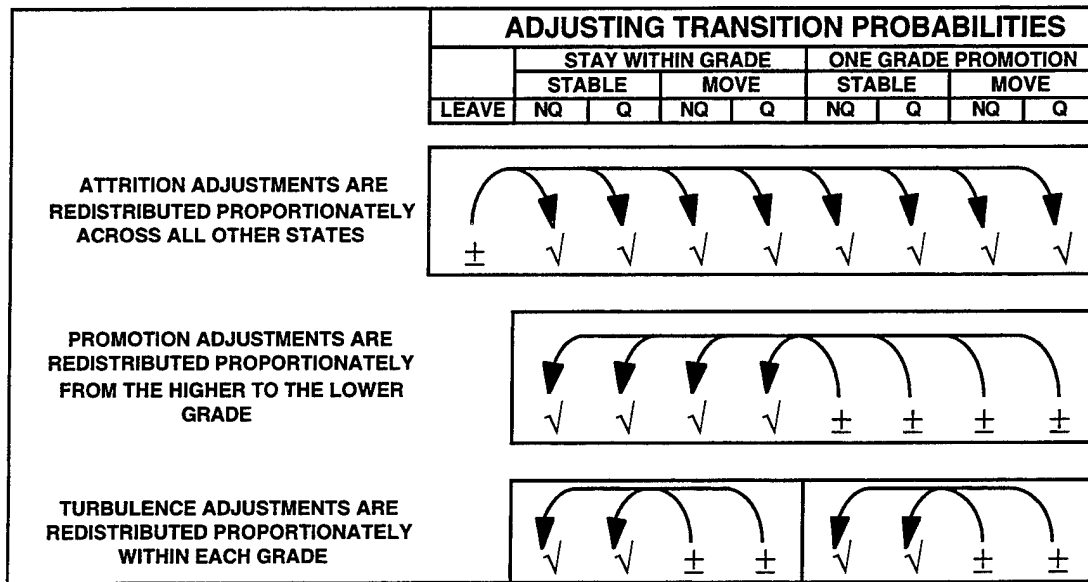 ADJUSTING TRANSITION PROBABILITIES
STAY WITHIN GRADE ONE GRADE PROMOTION
STABLE MOVE STABLE MOVE
LEAVE NQ Q NQ Q NQ Q NQ Q
ATTRITION ADJUSTMENTS ARE
REDISTRIBUTED PROPORTIONATELY
ACROSS ALL OTHER STATES
± √ √ √ √ √ √ √ √
PROMOTION ADJUSTMENTS ARE
REDISTRIBUTED PROPORTIONATELY
FROM THE HIGHER TO THE LOWER
GRADE
√ √ √ √ ± ± ± ±
TURBULENCE ADJUSTMENTS ARE
REDISTRIBUTED PROPORTIONATELY
WITHIN EACH GRADE
√ √ ± ± √ √ ± ±